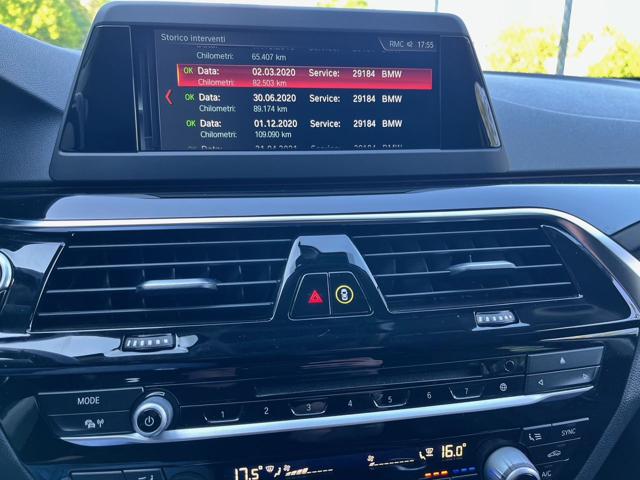 Storico interventi
RMC 17:55
Chilometri: 65.407 km
OK Data: 02.03.2020 Service: 29184 BMW
Chilometri: 82.503 km
OK Data: 30.06.2020 Service: 29184 BMW
Chilometri: 89.174 km
OK Data: 01.12.2020 Service: 29184 BMW
Chilometri: 109.090 km
MODE
1 2 3 4 5 6 7
SYNC
A/C
17.5° 16.0°